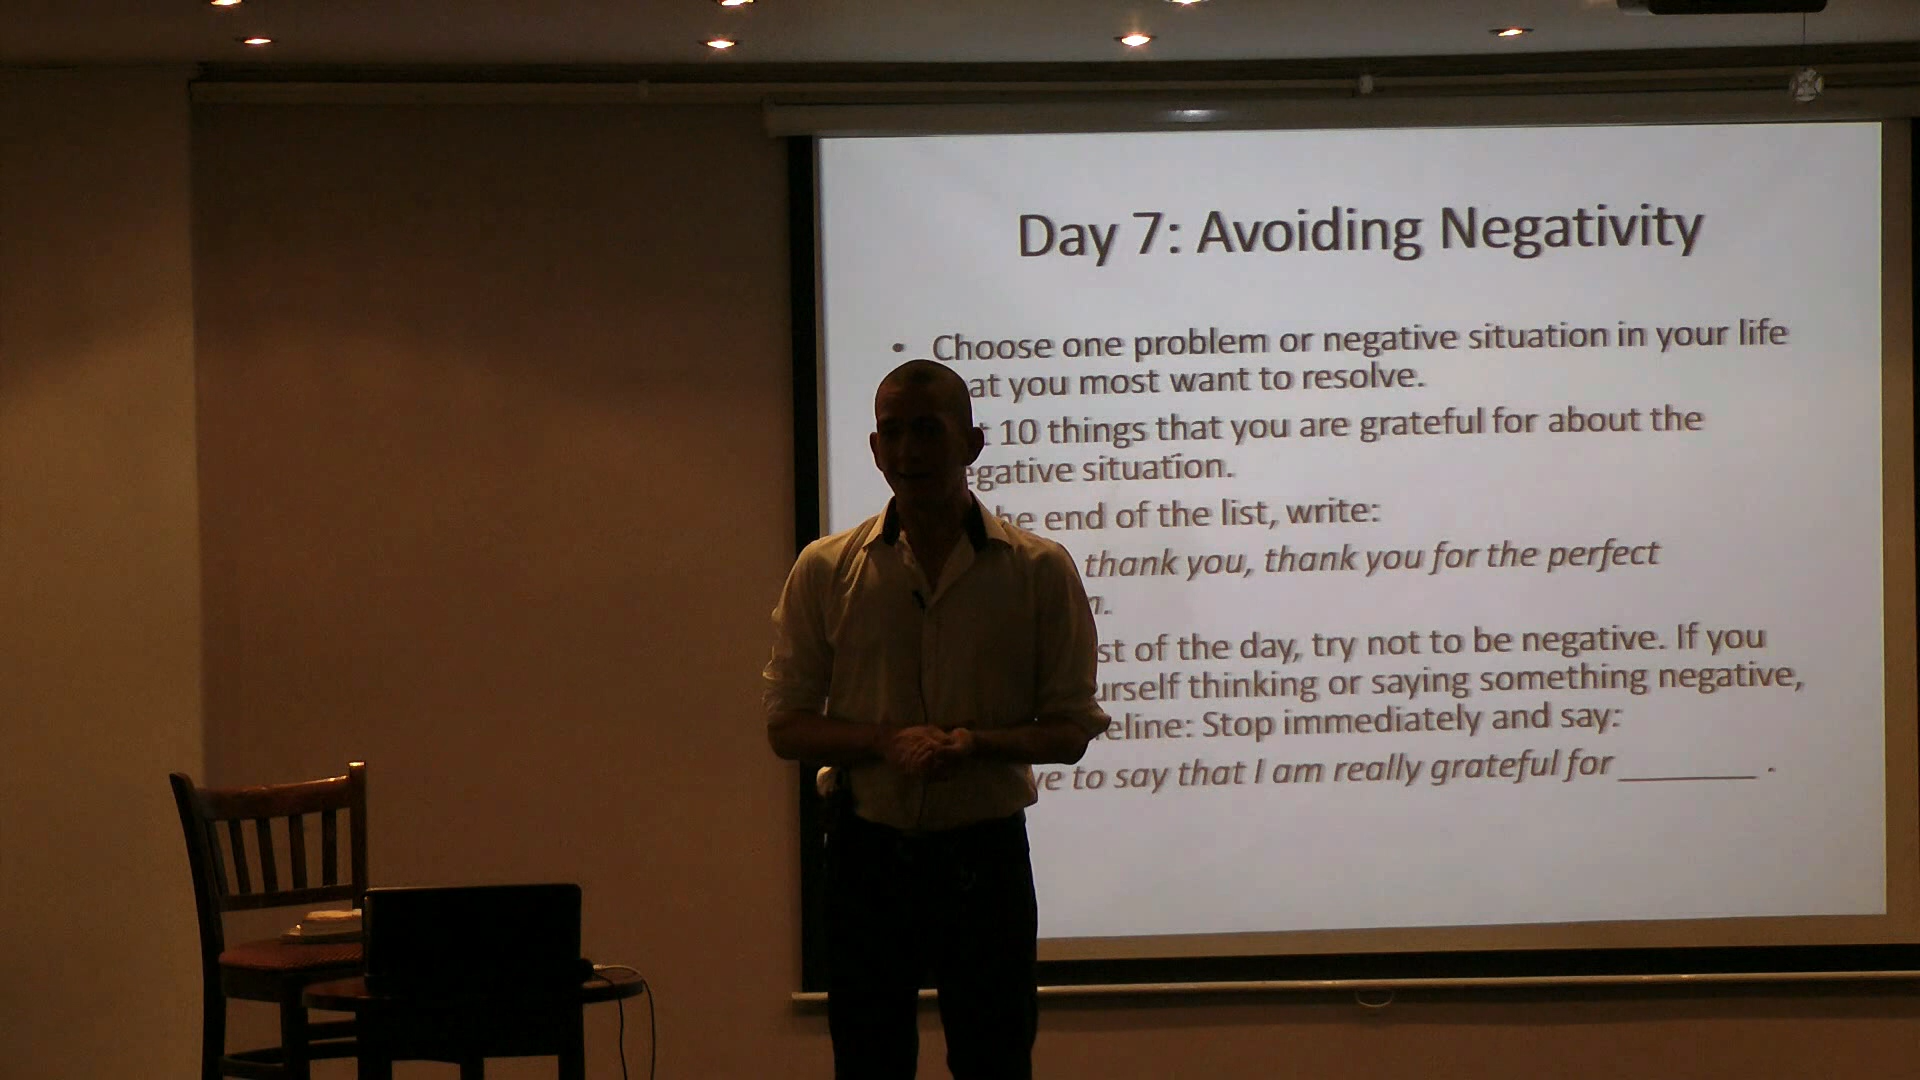 Day 7: Avoiding Negativity
• Choose one problem or negative situation in your life
at you most want to resolve.
10 things that you are grateful for about the
egative situation.
he end of the list, write:
thank you, thank you for the perfect
n.
st of the day, try not to be negative. If you
urself thinking or saying something negative,
eline: Stop immediately and say:
ve to say that I am really grateful for ________ .